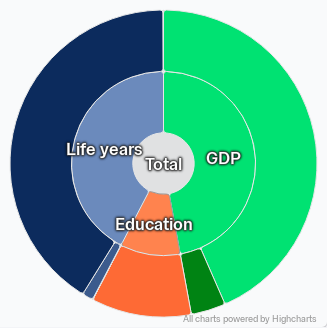 Life years
Total
GDP
Education
All charts powered by Highcharts